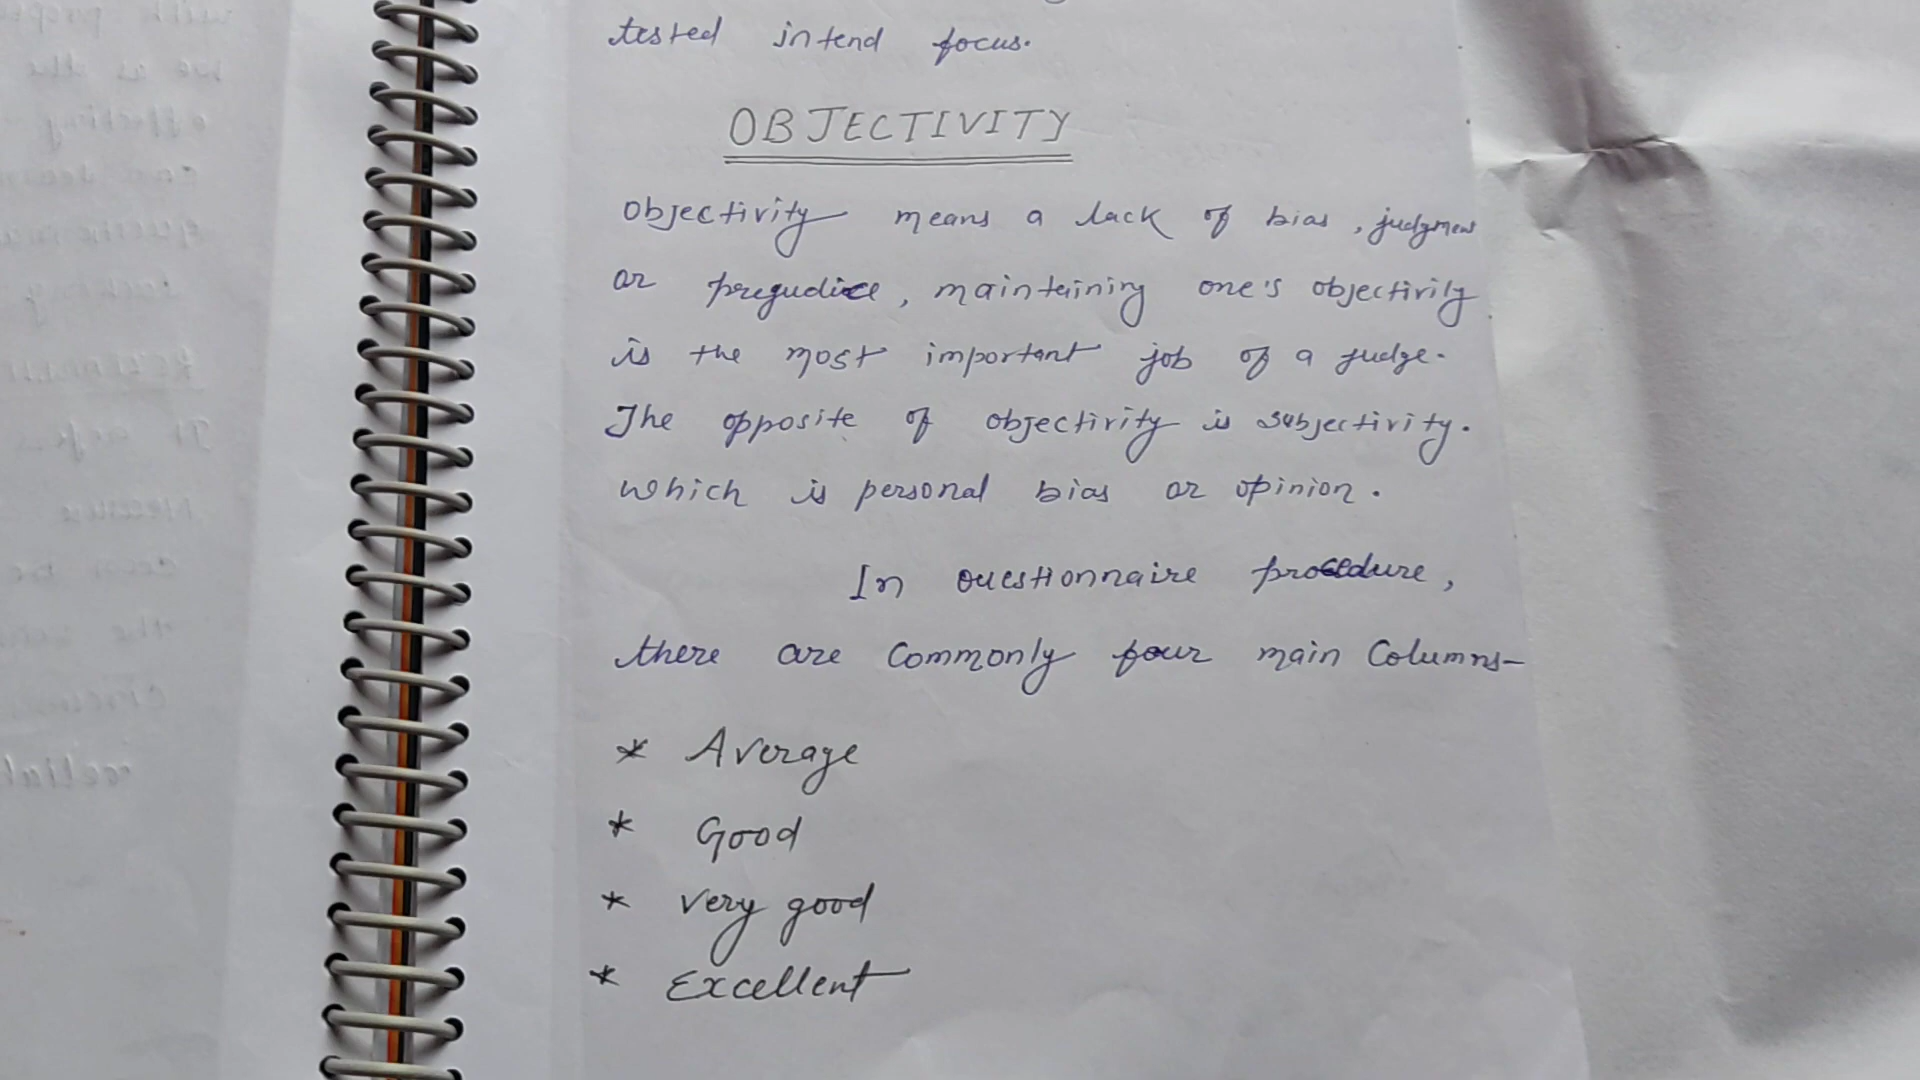 tested intend focus.
OBJECTIVITY
Objectivity means a lack of bias, judgment
or pregudice, maintaining one's objectivity
is the most important job of a judge.
The opposite of objectivity is subjectivity.
which is personal bias or opinion.
In questionnaire procedure,
there are commonly four main Columns-
* Average
* Good
* Very good
* Excellent